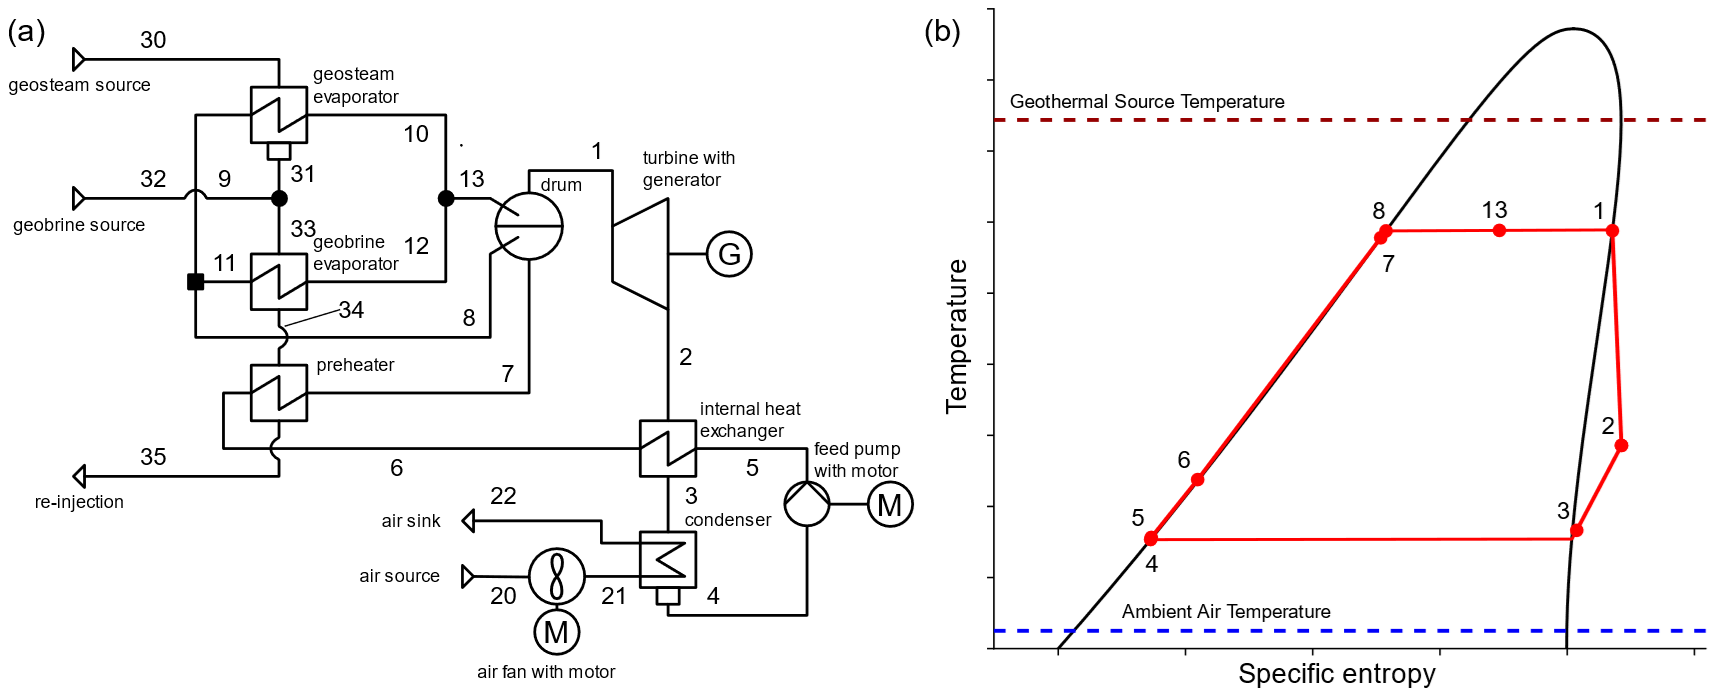 (a)
30
geosteam source
geosteam
evaporator
10
32
9
31
13
1
drum
turbine with
generator
geobrine source
33
geobrine
evaporator
12
11
G
34
8
2
preheater
7
internal heat
exchanger
feed pump
with motor
35
6
5
re-injection
22
3
M
air sink
condenser
air source
20
21
4
M
air fan with motor
(b)
Geothermal Source Temperature
8
13
1
7
Temperature
2
6
5
3
4
Ambient Air Temperature
Specific entropy